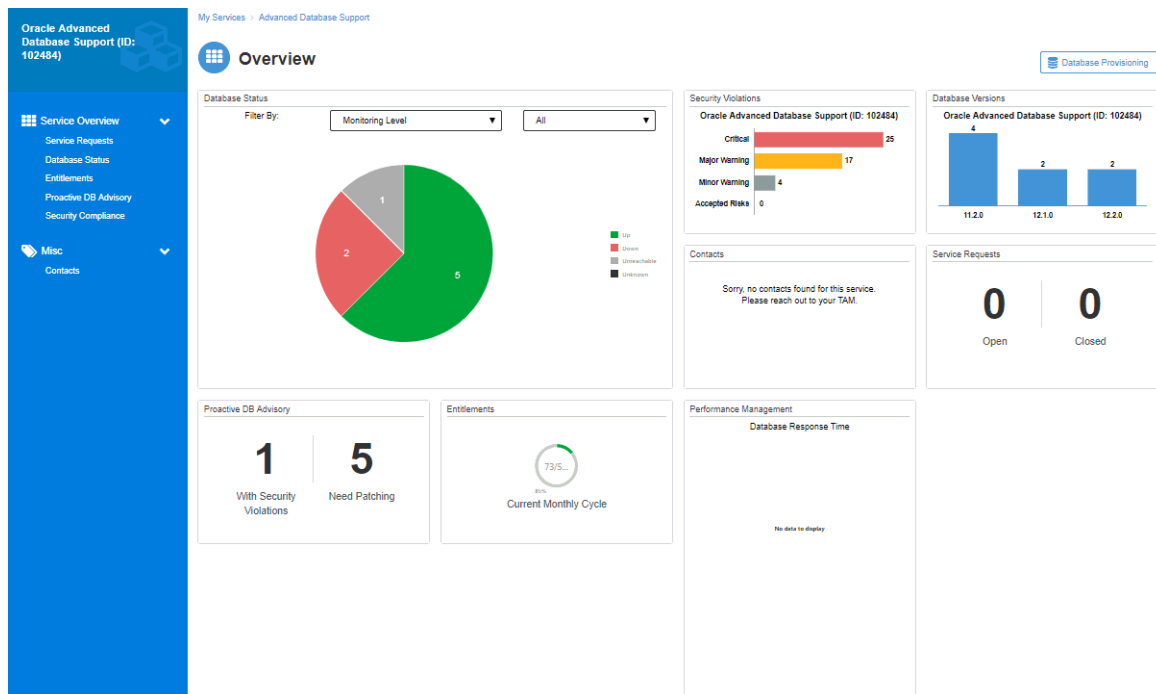 Oracle Advanced
Database Support (ID:
102484)
Service Overview
Service Requests
Database Status
Entitlements
Proactive DB Advisory
Security Compliance
Misc
Contacts
My Services / Advanced Database Support
Overview
Database Provisioning
Database Status
Filter By:
Monitoring Level
All
1
2
5
Up
Down
Unreachable
Unknown
Security Violations
Oracle Advanced Database Support (ID: 102484)
Critical 25
Major Warning 17
Minor Warning 4
Accepted Risks 0
Database Versions
Oracle Advanced Database Support (ID: 102484)
4
2
2
11.2.0 12.1.0 12.2.0
Contacts
Sorry, no contacts found for this service.
Please reach out to your TAM.
Service Requests
0 0
Open Closed
Proactive DB Advisory
1 5
With Security
Violations
Need Patching
Entitlements
73/5...
Current Monthly Cycle
Performance Management
Database Response Time
No data to display